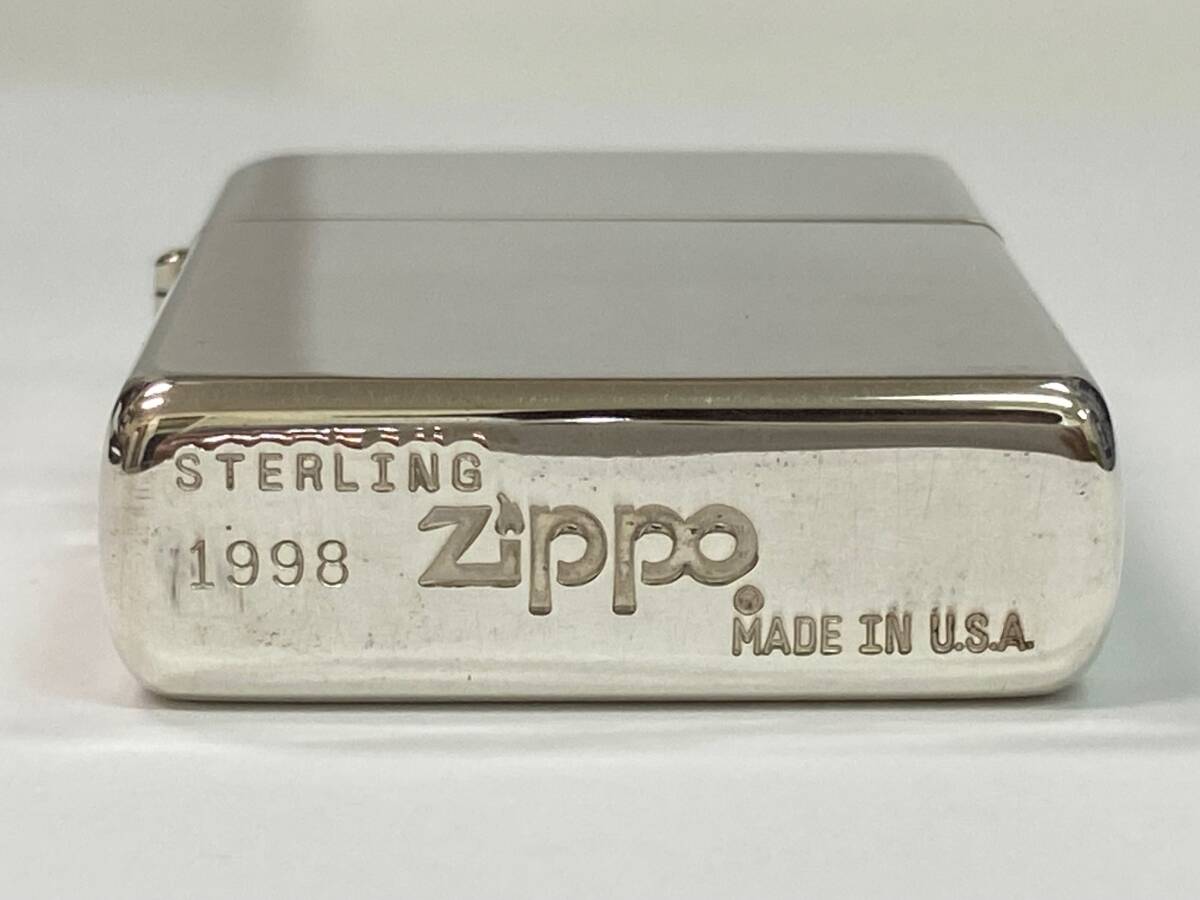 STERLING
1998 Zippo ®
MADE IN U.S.A.